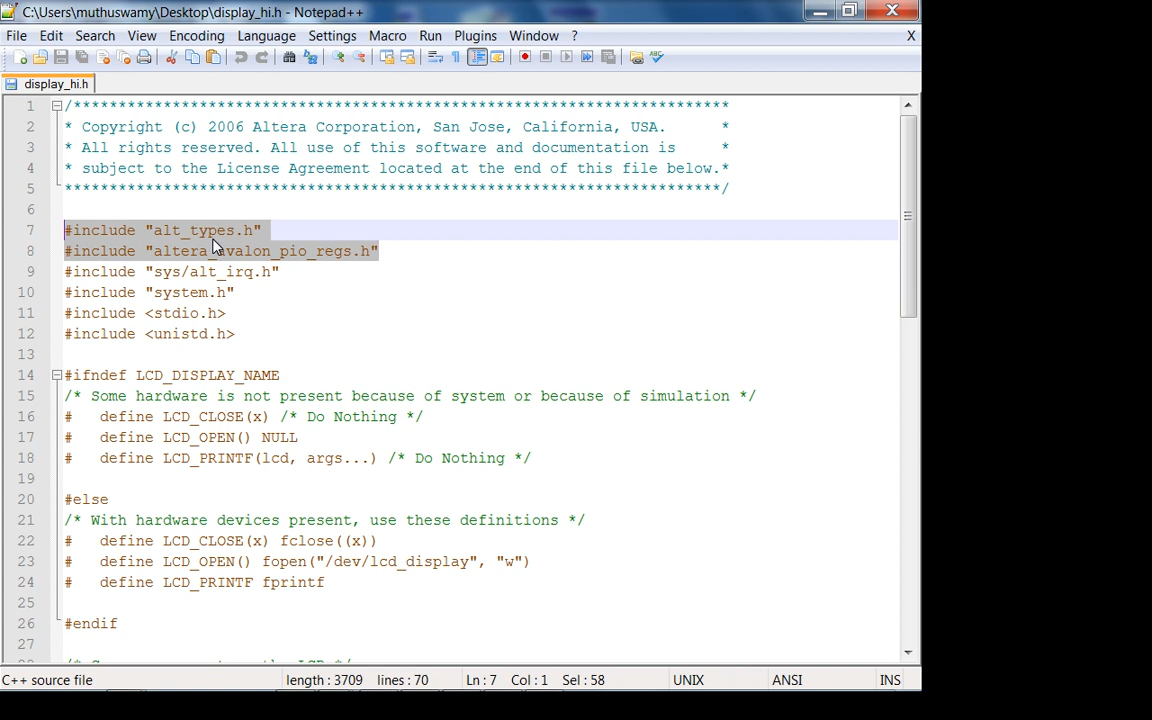 C:\Users\muthuswamy\Desktop\display_hi.h - Notepad++
File Edit Search View Encoding Language Settings Macro Run Plugins Window ? X
display_hi.h
1 /*************************************************************************
2 * Copyright (c) 2006 Altera Corporation, San Jose, California, USA. *
3 * All rights reserved. All use of this software and documentation is *
4 * subject to the License Agreement located at the end of this file below.*
5 *************************************************************************/
6
7 #include "alt_types.h"
8 #include "altera_avalon_pio_regs.h"
9 #include "sys/alt_irq.h"
10 #include "system.h"
11 #include <stdio.h>
12 #include <unistd.h>
13
14 #ifndef LCD_DISPLAY_NAME
15 /* Some hardware is not present because of system or because of simulation */
16 #   define LCD_CLOSE(x) /* Do Nothing */
17 #   define LCD_OPEN() NULL
18 #   define LCD_PRINTF(lcd, args...) /* Do Nothing */
19
20 #else
21 /* With hardware devices present, use these definitions */
22 #   define LCD_CLOSE(x) fclose((x))
23 #   define LCD_OPEN() fopen("/dev/lcd_display", "w")
24 #   define LCD_PRINTF fprintf
25
26 #endif
27
C++ source file length : 3709 lines : 70 Ln : 7 Col : 1 Sel : 58 UNIX ANSI INS